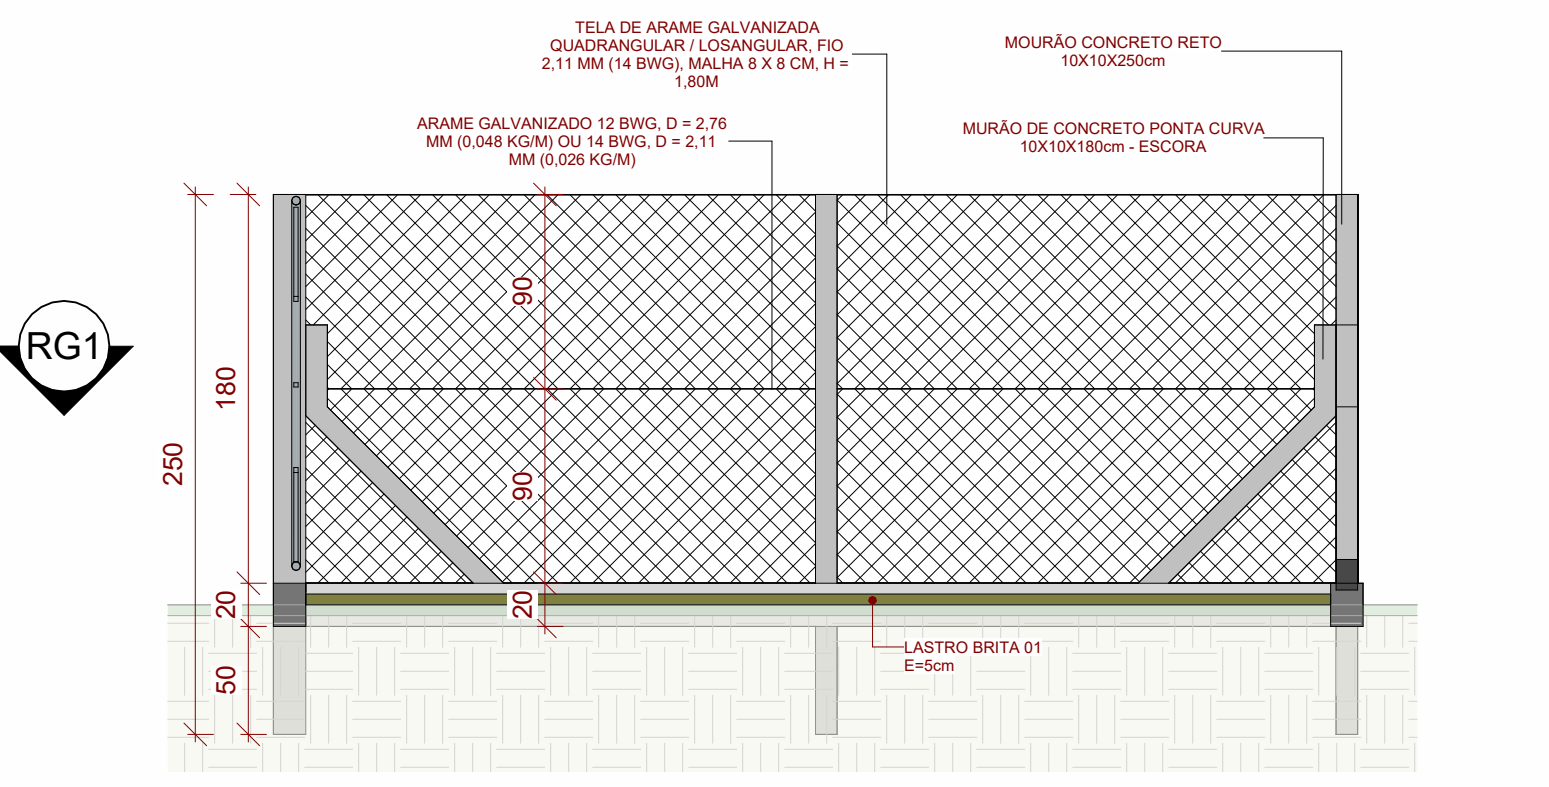 TELA DE ARAME GALVANIZADA
QUADRANGULAR / LOSANGULAR, FIO
2,11 MM (14 BWG), MALHA 8 X 8 CM, H =
1,80M
MOURÃO CONCRETO RETO
10X10X250cm
ARAME GALVANIZADO 12 BWG, D = 2,76
MM (0,048 KG/M) OU 14 BWG, D = 2,11
MM (0,026 KG/M)
MURÃO DE CONCRETO PONTA CURVA
10X10X180cm - ESCORA
RG1
250
180
20
50
90
90
20
LASTRO BRITA 01
E=5cm